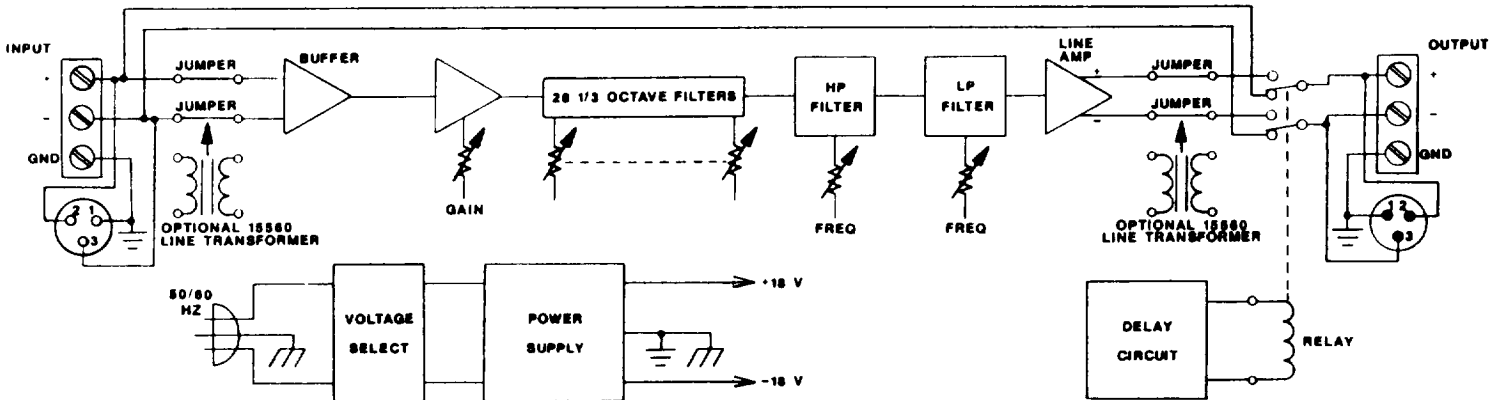 INPUT
+
−
GND
2 1
3
JUMPER
JUMPER
OPTIONAL 15560
LINE TRANSFORMER
BUFFER
GAIN
28 1/3 OCTAVE FILTERS
HP
FILTER
FREQ
LP
FILTER
FREQ
LINE
AMP
+
−
JUMPER
JUMPER
OPTIONAL 15560
LINE TRANSFORMER
OUTPUT
+
−
GND
1 2
3
50/60
HZ
VOLTAGE
SELECT
POWER
SUPPLY
+18 V
−18 V
DELAY
CIRCUIT
RELAY